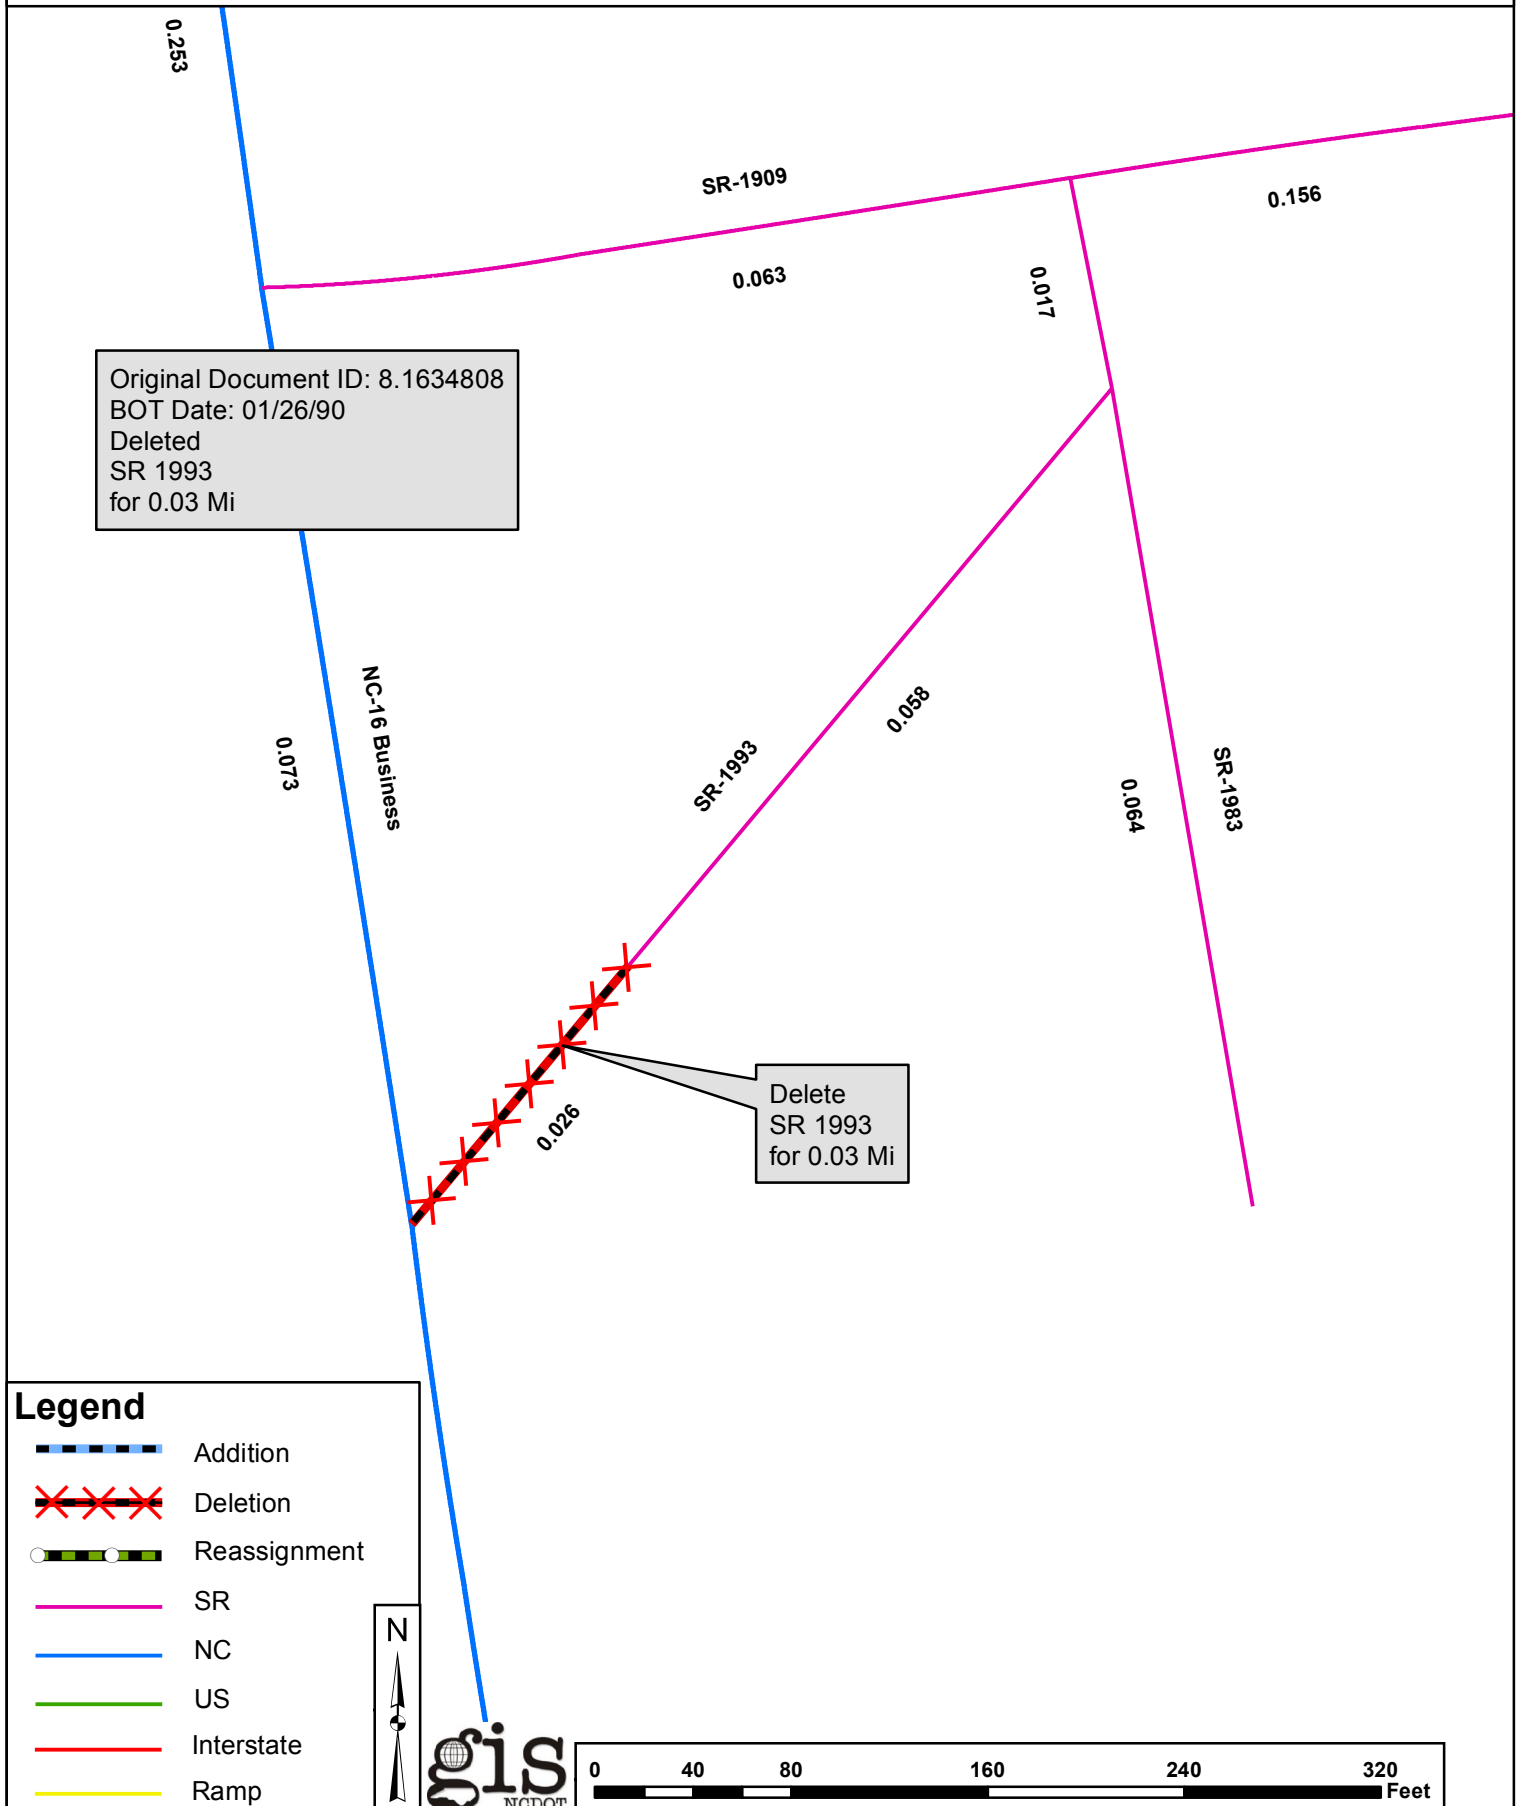 0.253
SR-1909
0.156
0.063
0.017
Original Document ID: 8.1634808
BOT Date: 01/26/90
Deleted
SR 1993
for 0.03 Mi
NC-16 Business
0.073
0.058
SR-1993
SR-1983
0.064
0.026
Delete
SR 1993
for 0.03 Mi
Legend
Addition
Deletion
Reassignment
SR
NC
US
Interstate
Ramp
N
gis
NCDOT
0 40 80 160 240 320
Feet